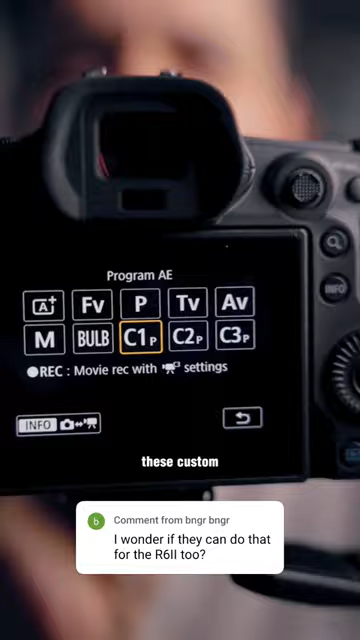 Program AE
A+ Fv P Tv Av
M BULB C1P C2P C3P
REC : Movie rec with settings
INFO
INFO
these custom
b Comment from bngr bngr
I wonder if they can do that
for the R6II too?